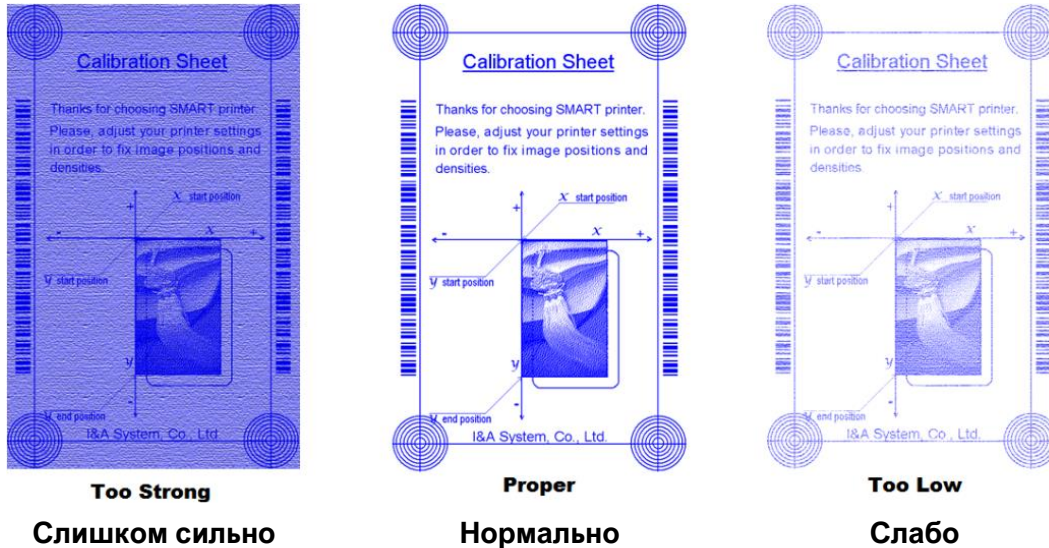 Calibration Sheet
Thanks for choosing SMART printer.
Please, adjust your printer settings
in order to fix image positions and
densities.
+
x start position
-
x
+
y start position
y
-
y end position
I&A System, Co., Ltd.
Too Strong
Слишком сильно
Calibration Sheet
Thanks for choosing SMART printer.
Please, adjust your printer settings
in order to fix image positions and
densities.
+
x start position
-
x
+
y start position
y
-
y end position
I&A System, Co., Ltd.
Proper
Нормально
Calibration Sheet
Thanks for choosing SMART printer.
Please, adjust your printer settings
in order to fix image positions and
densities.
+
x start position
-
x
+
y start position
y
-
y end position
I&A System, Co., Ltd.
Too Low
Слабо